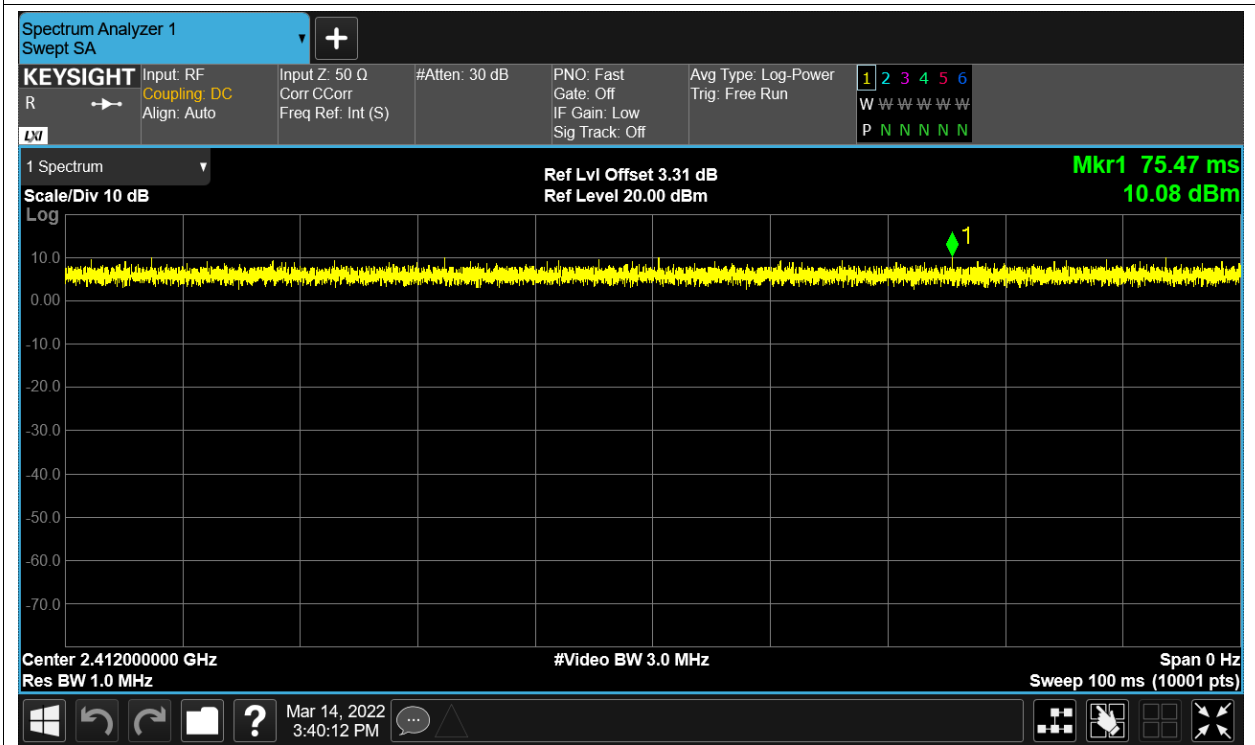 Spectrum Analyzer 1
Swept SA
KEYSIGHT
R
LXI
Input: RF
Coupling: DC
Align: Auto
Input Z: 50 Ω
Corr CCorr
Freq Ref: Int (S)
#Atten: 30 dB
PNO: Fast
Gate: Off
IF Gain: Low
Sig Track: Off
Avg Type: Log-Power
Trig: Free Run
1 2 3 4 5 6
W W W W W W
P N N N N N
1 Spectrum
Scale/Div 10 dB
Ref Lvl Offset 3.31 dB
Ref Level 20.00 dBm
Mkr1 75.47 ms
10.08 dBm
Log
1
10.0
0.00
-10.0
-20.0
-30.0
-40.0
-50.0
-60.0
-70.0
Center 2.412000000 GHz
Res BW 1.0 MHz
#Video BW 3.0 MHz
Span 0 Hz
Sweep 100 ms (10001 pts)
?
Mar 14, 2022
3:40:12 PM